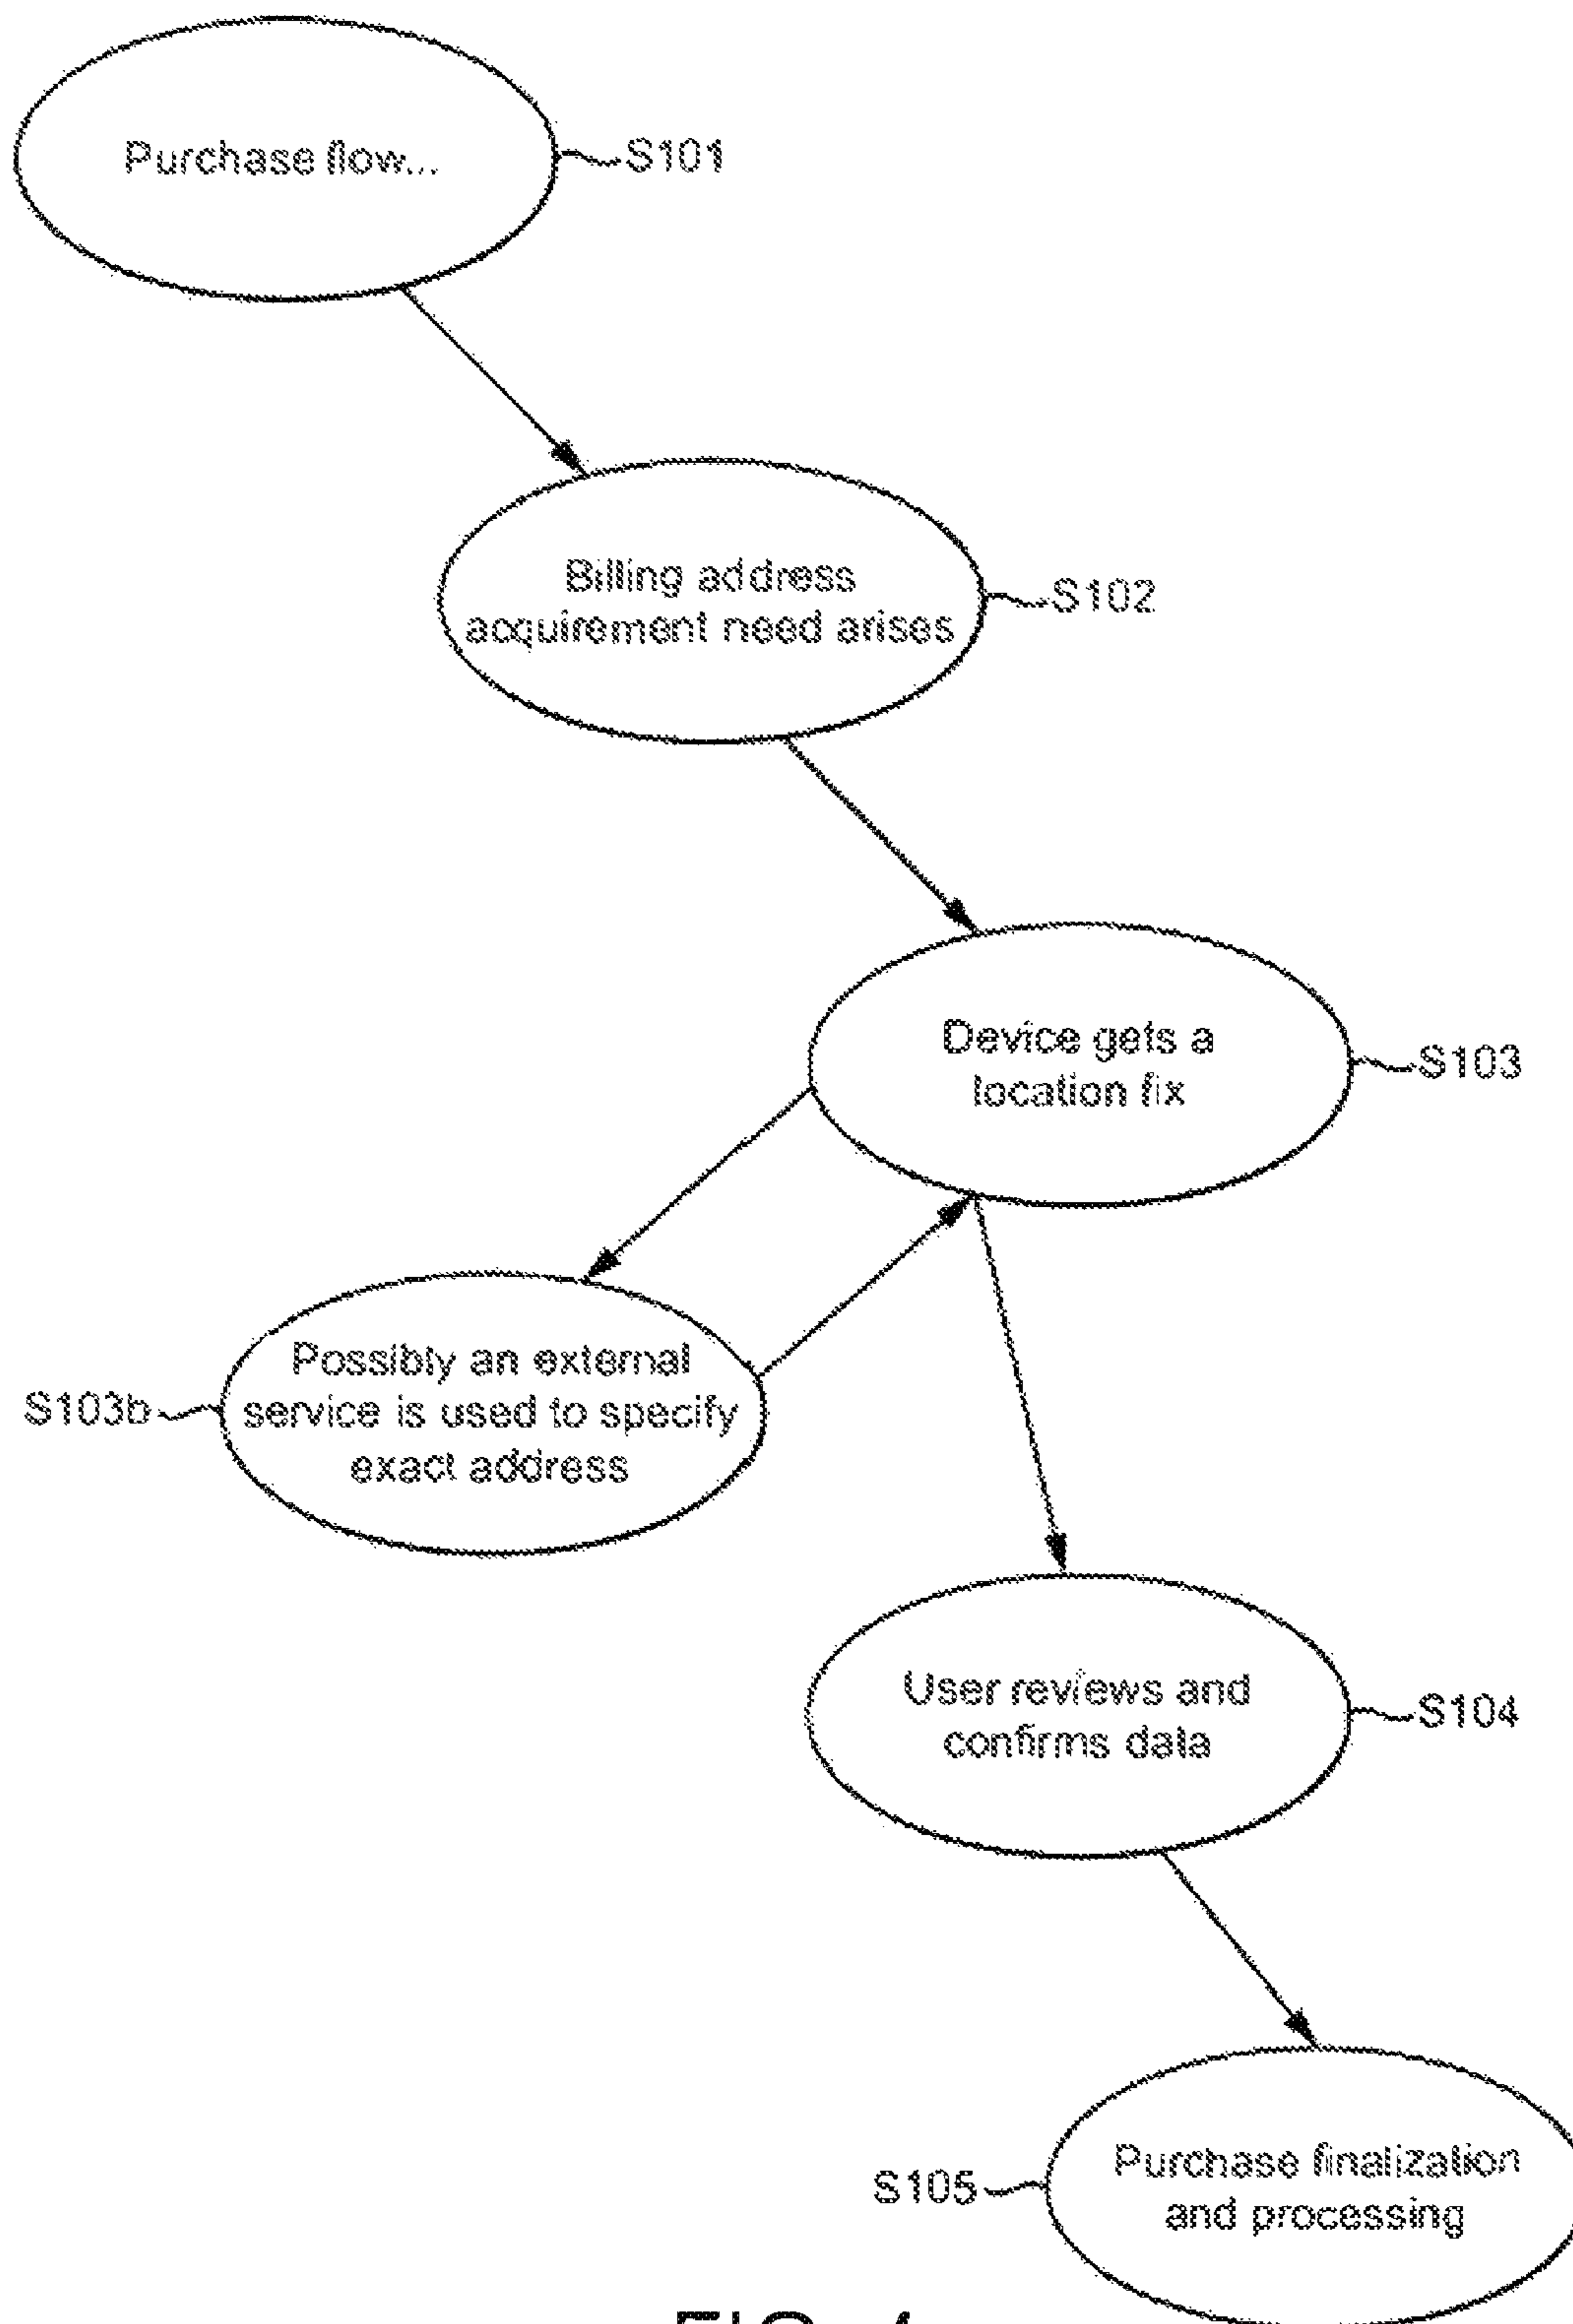 Purchase flow...
S101
Billing address
acquirement need arises
S102
Device gets a
location fix
S103
Possibly an external
service is used to specify
exact address
S103b
User reviews and
confirms data
S104
Purchase finalization
and processing
S105